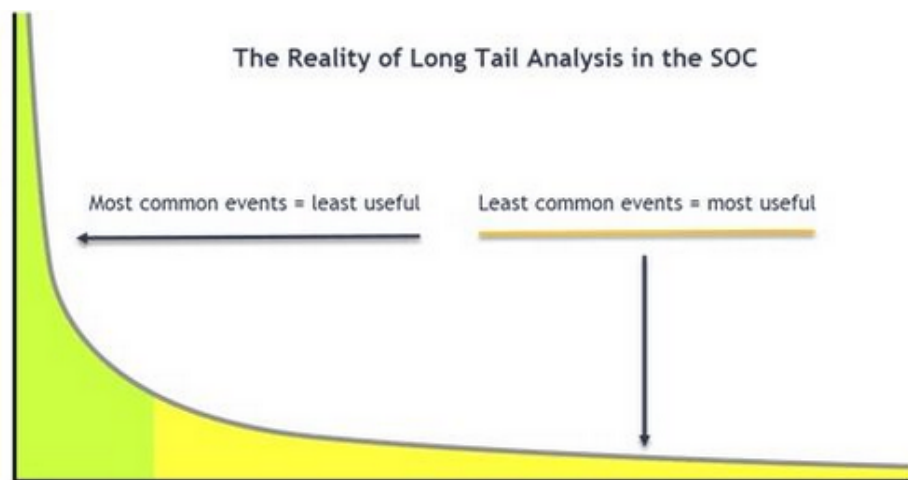 The Reality of Long Tail Analysis in the SOC
Most common events = least useful
Least common events = most useful